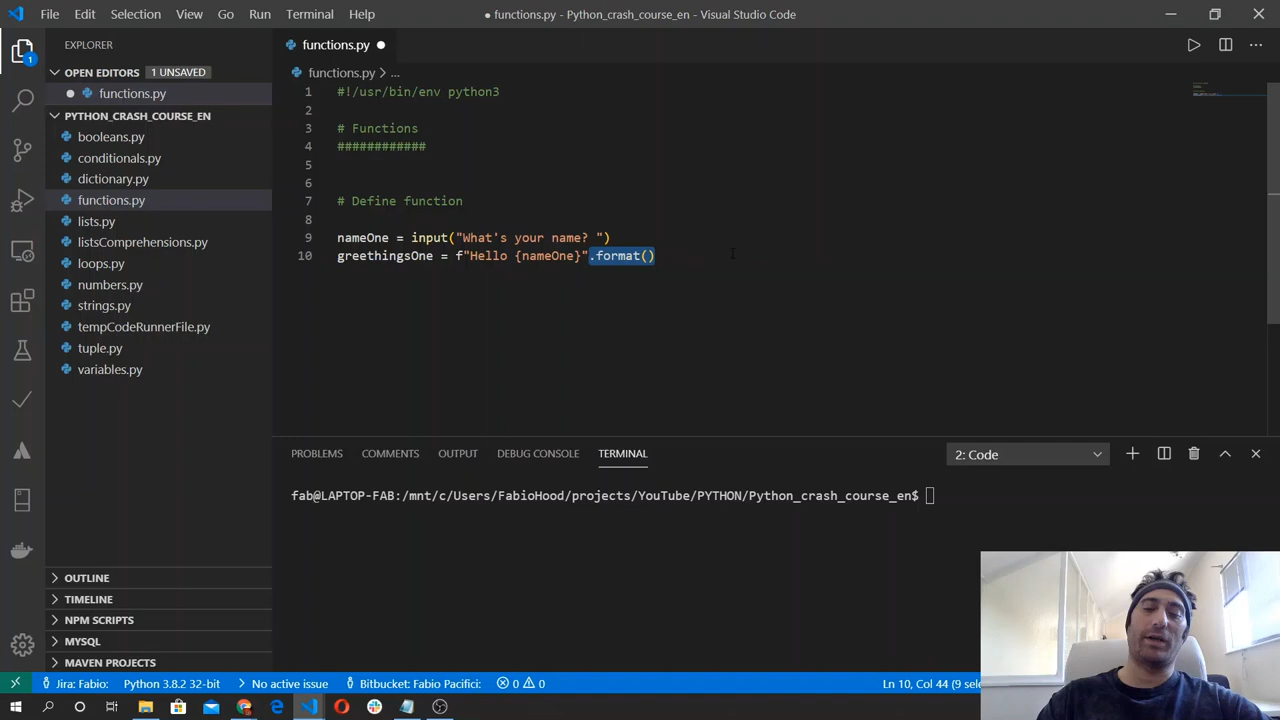 File Edit Selection View Go Run Terminal Help
● functions.py - Python_crash_course_en - Visual Studio Code
EXPLORER
OPEN EDITORS 1 UNSAVED
functions.py
PYTHON_CRASH_COURSE_EN
booleans.py
conditionals.py
dictionary.py
functions.py
lists.py
listsComprehensions.py
loops.py
numbers.py
strings.py
tempCodeRunnerFile.py
tuple.py
variables.py
OUTLINE
TIMELINE
NPM SCRIPTS
MYSQL
MAVEN PROJECTS
1
functions.py
functions.py > ...
1 #!/usr/bin/env python3
2
3 # Functions
4 ############
5
6
7 # Define function
8
9 nameOne = input("What's your name? ")
10 greethingsOne = f"Hello {nameOne}".format()
PROBLEMS COMMENTS OUTPUT DEBUG CONSOLE TERMINAL 2: Code
fab@LAPTOP-FAB:/mnt/c/Users/FabioHood/projects/YouTube/PYTHON/Python_crash_course_en$
Jira: Fabio: Python 3.8.2 32-bit No active issue Bitbucket: Fabio Pacifici: 0 0 Ln 10, Col 44 (9 sele